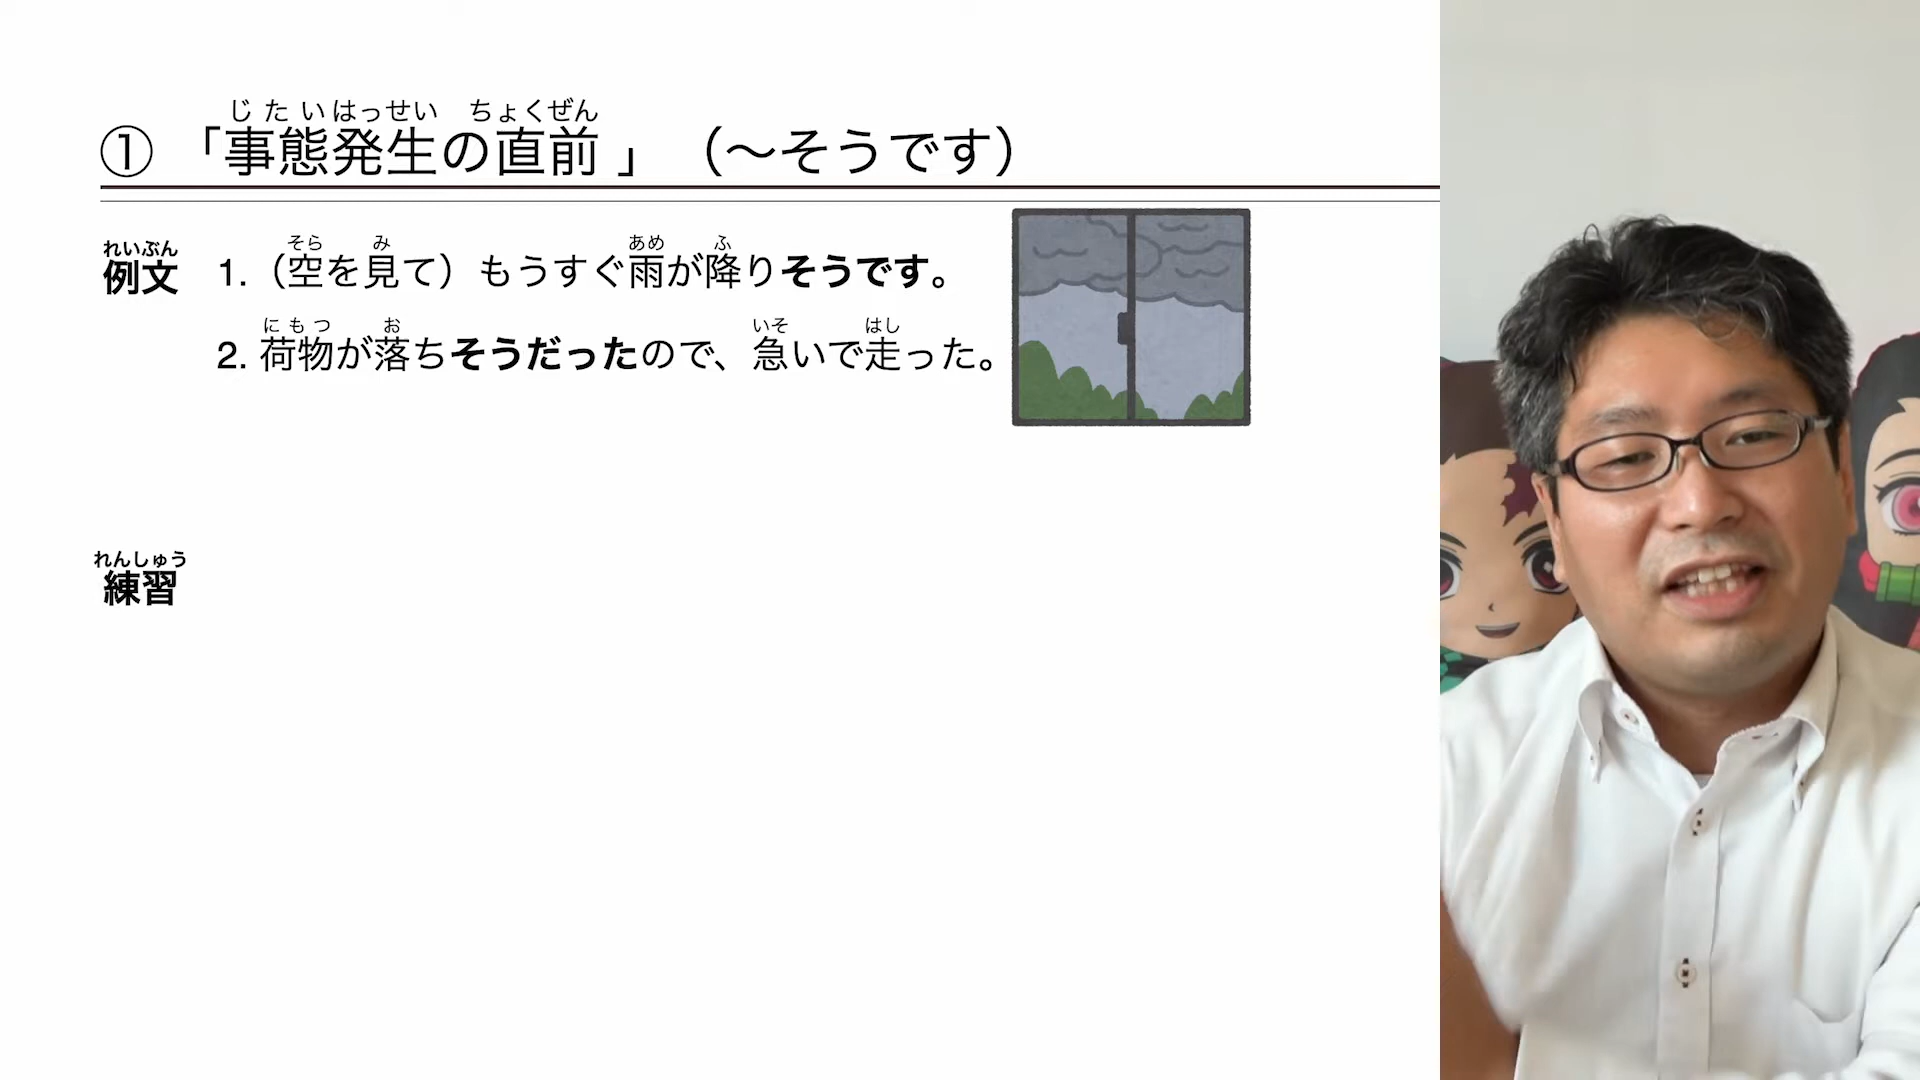 じたいはっせい ちょくぜん
① 「事態発生の直前」 （〜そうです）
れいぶん そら み あめ ふ
例文 1.（空を見て）もうすぐ雨が降りそうです。
にもつ お いそ はし
2. 荷物が落ちそうだったので、急いで走った。
れんしゅう
練習